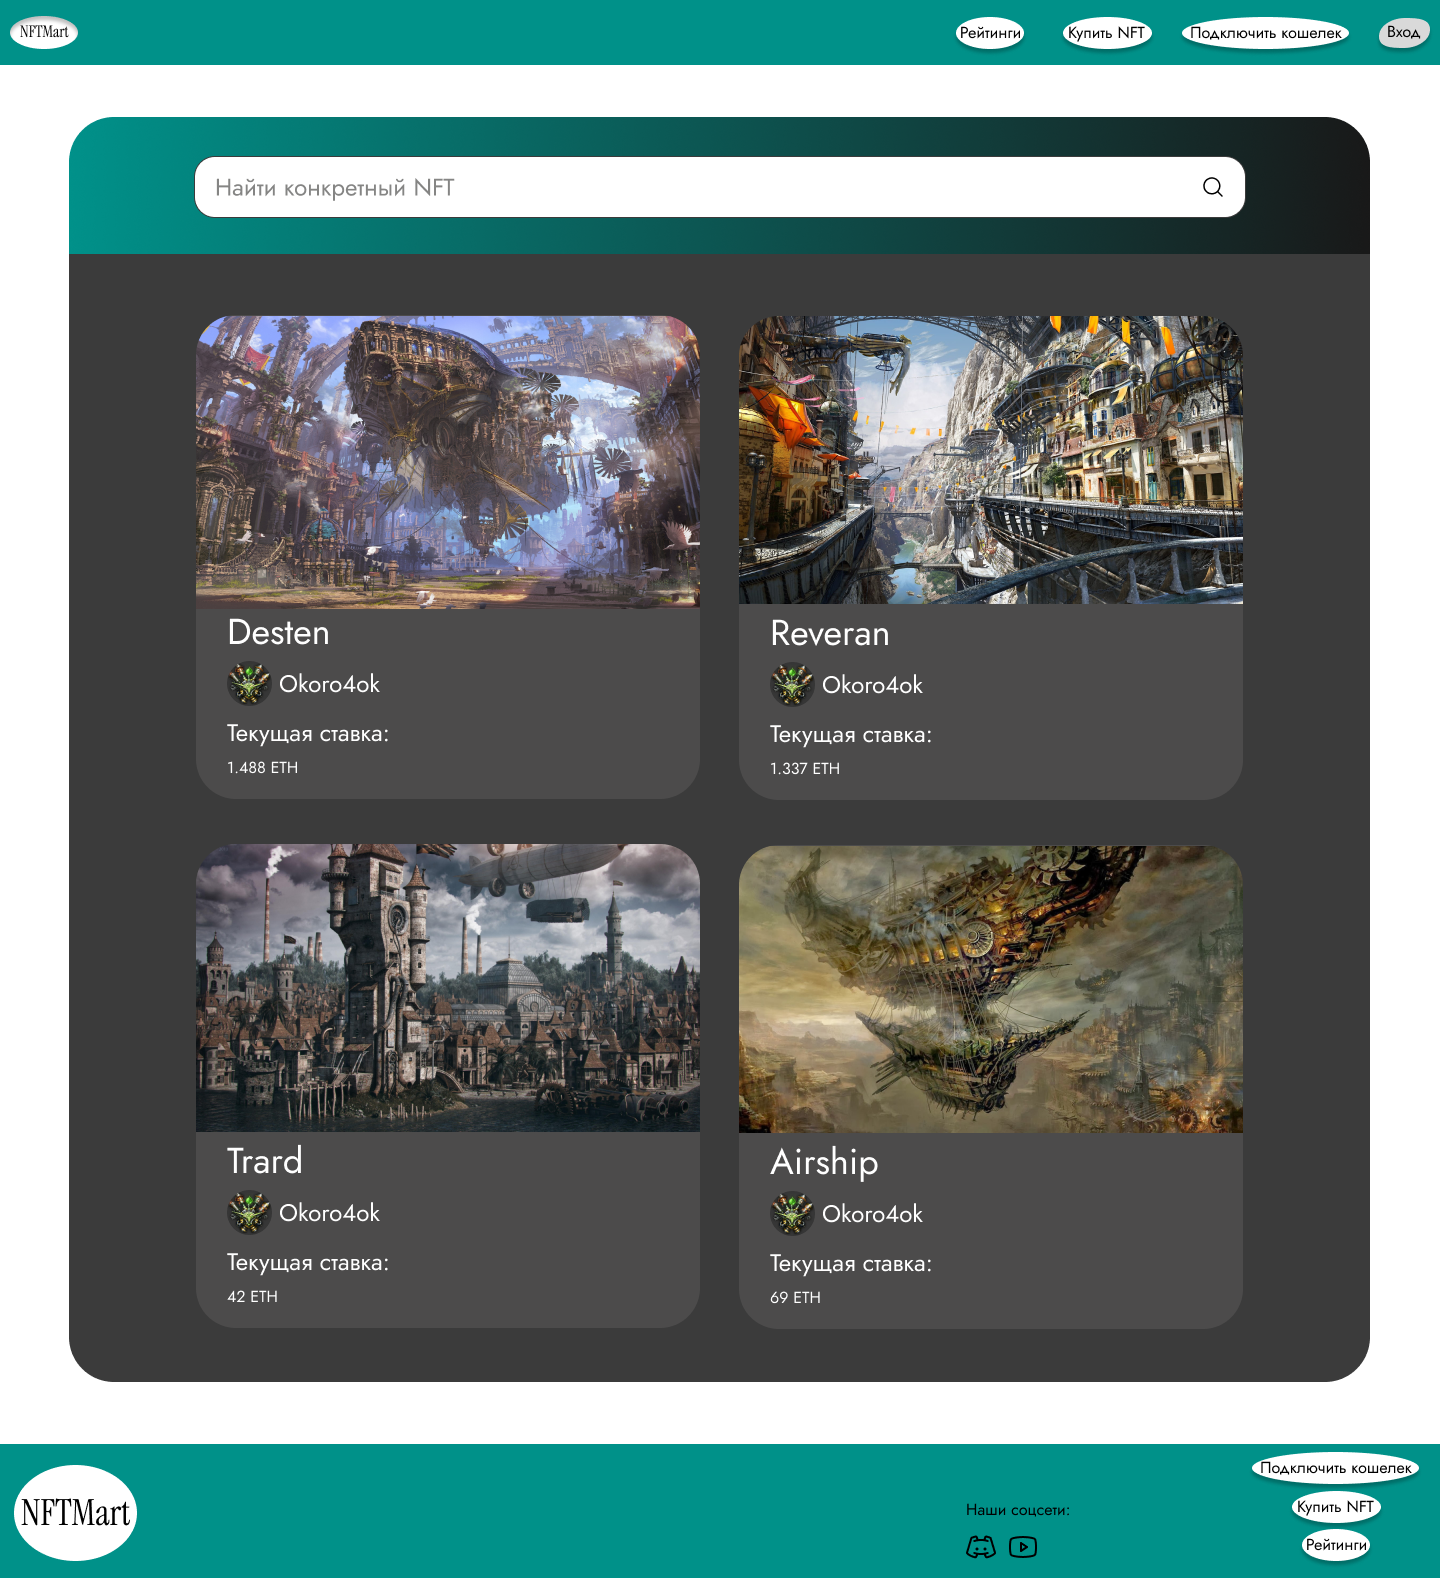 NFTMart
Рейтинги
Купить NFT
Подключить кошелек
Вход
Найти конкретный NFT
Desten
Okoro4ok
Текущая ставка:
1.488 ETH
Reveran
Okoro4ok
Текущая ставка:
1.337 ETH
Trard
Okoro4ok
Текущая ставка:
42 ETH
Airship
Okoro4ok
Текущая ставка:
69 ETH
NFTMart
Наши соцсети:
Подключить кошелек
Купить NFT
Рейтинги